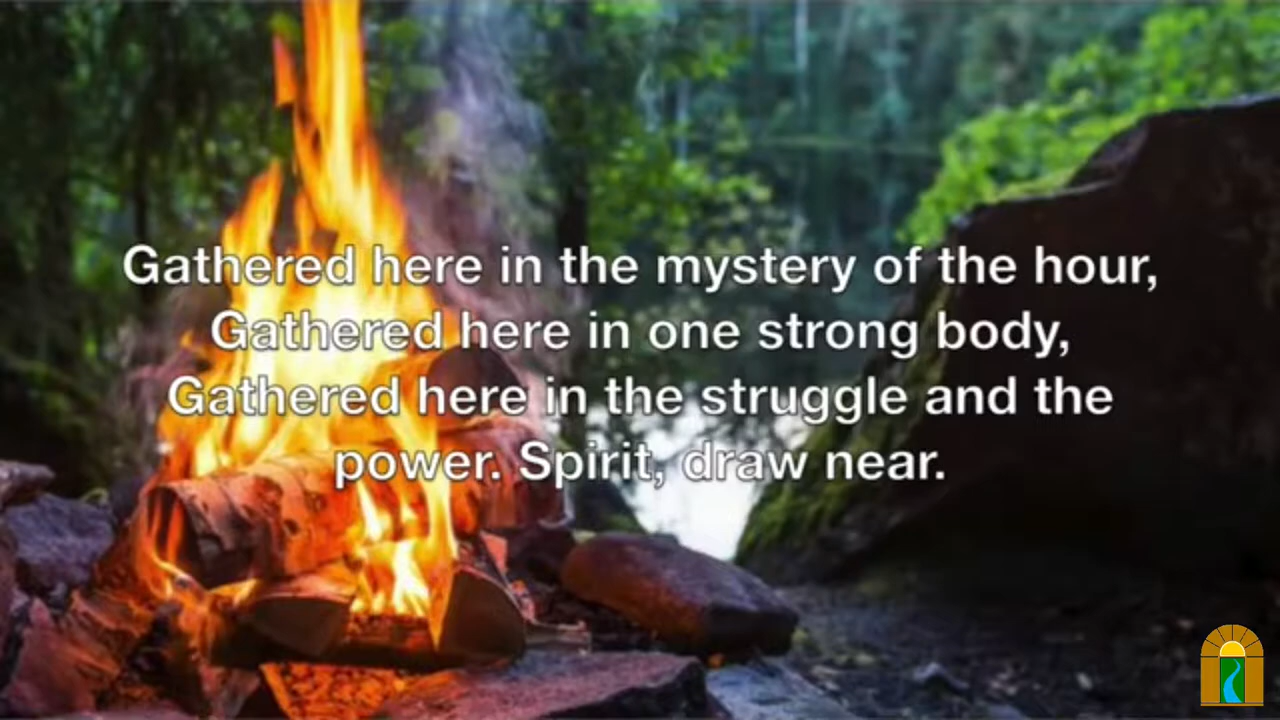 Gathered here in the mystery of the hour,
Gathered here in one strong body,
Gathered here in the struggle and the
power. Spirit, draw near.